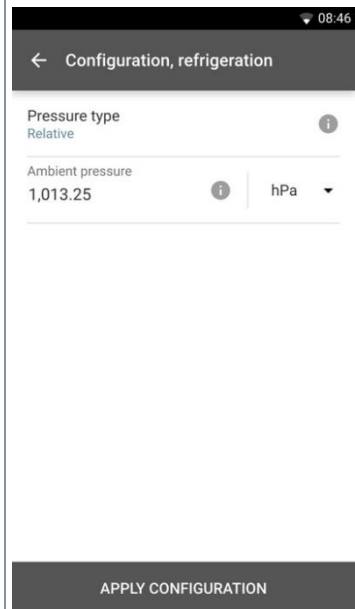 08:46
Configuration, refrigeration
Pressure type
Relative
Ambient pressure
1,013.25
hPa
APPLY CONFIGURATION